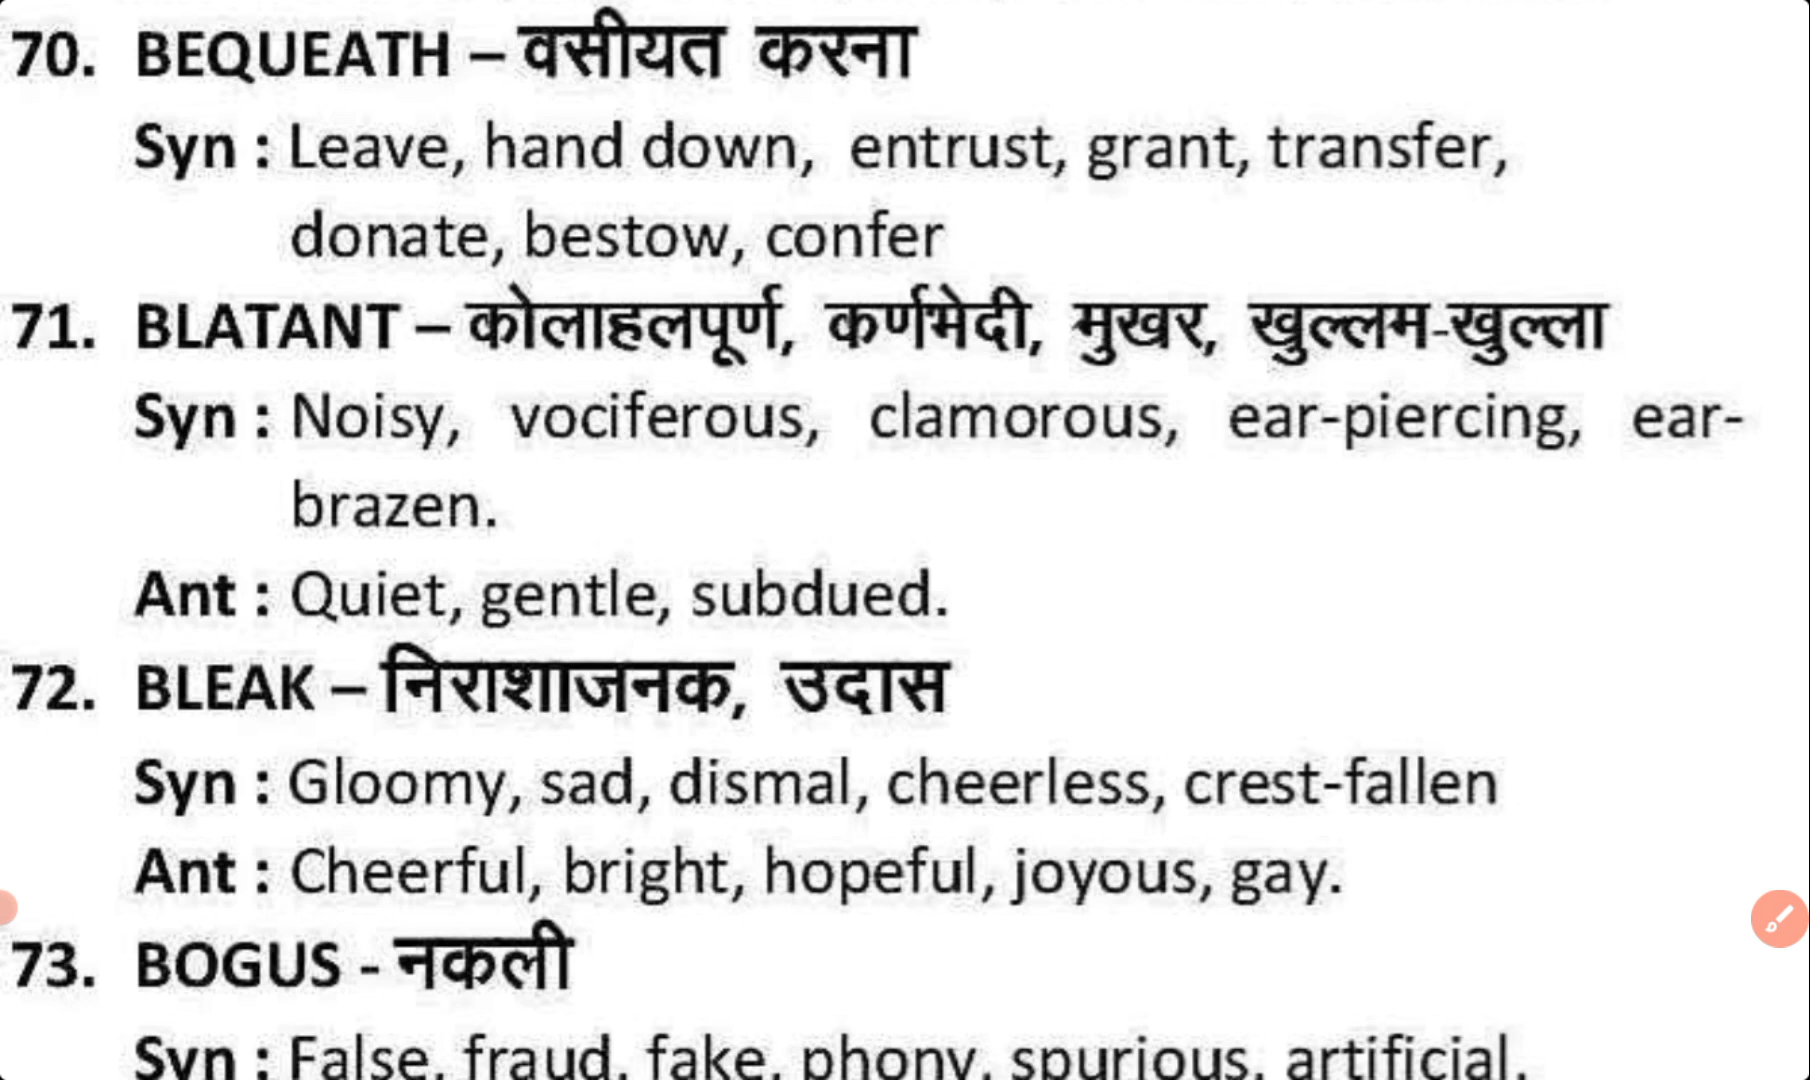 70. BEQUEATH – वसीयत करना
Syn : Leave, hand down, entrust, grant, transfer,
donate, bestow, confer
71. BLATANT – कोलाहलपूर्ण, कर्णभेदी, मुखर, खुल्लम-खुल्ला
Syn : Noisy, vociferous, clamorous, ear-piercing, ear-
brazen.
Ant : Quiet, gentle, subdued.
72. BLEAK – निराशाजनक, उदास
Syn : Gloomy, sad, dismal, cheerless, crest-fallen
Ant : Cheerful, bright, hopeful, joyous, gay.
73. BOGUS - नकली
Syn : False, fraud, fake, phony, spurious, artificial,